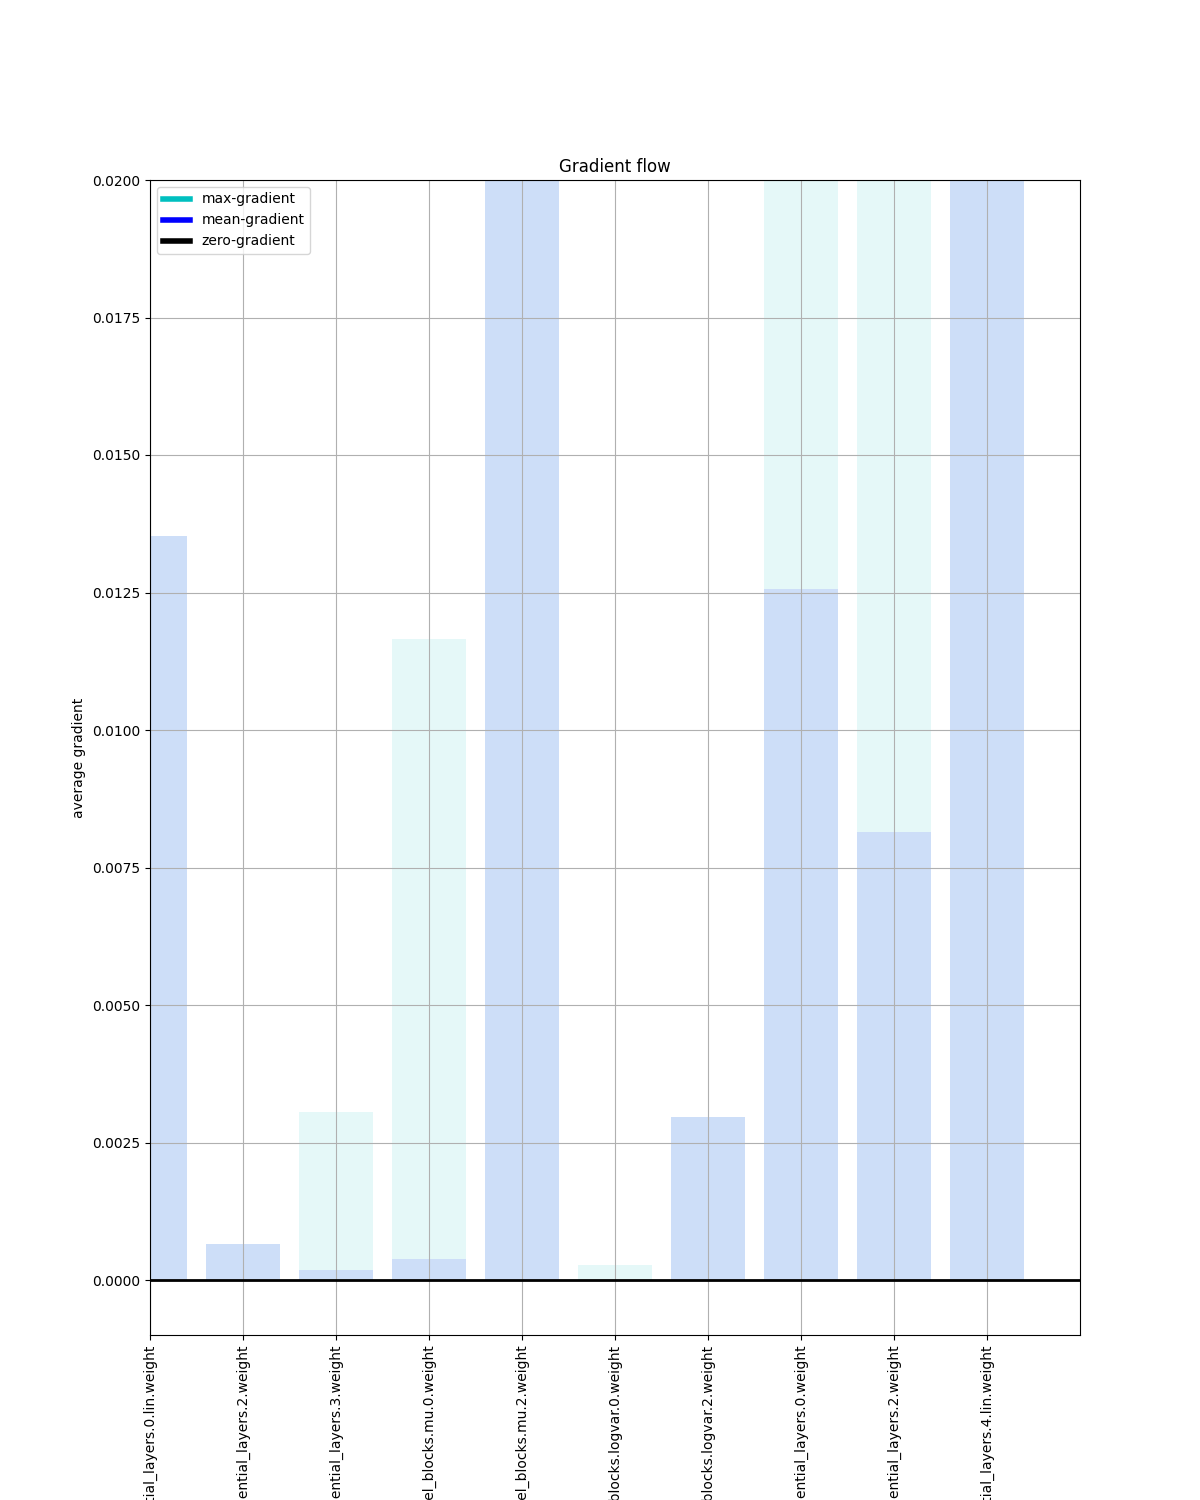 Gradient flow
max-gradient
mean-gradient
zero-gradient
0.0200
0.0175
0.0150
0.0125
0.0100
0.0075
0.0050
0.0025
0.0000
average gradient
tial_layers.0.lin.weight
ential_layers.2.weight
ential_layers.3.weight
el_blocks.mu.0.weight
el_blocks.mu.2.weight
blocks.logvar.0.weight
blocks.logvar.2.weight
ential_layers.0.weight
ential_layers.2.weight
tial_layers.4.lin.weight